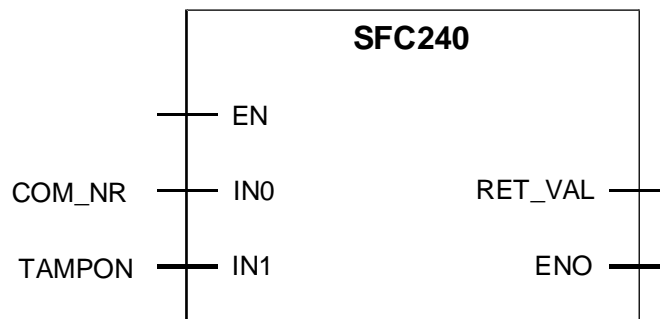 SFC240
EN
COM_NR IN0 RET_VAL
TAMPON IN1 ENO